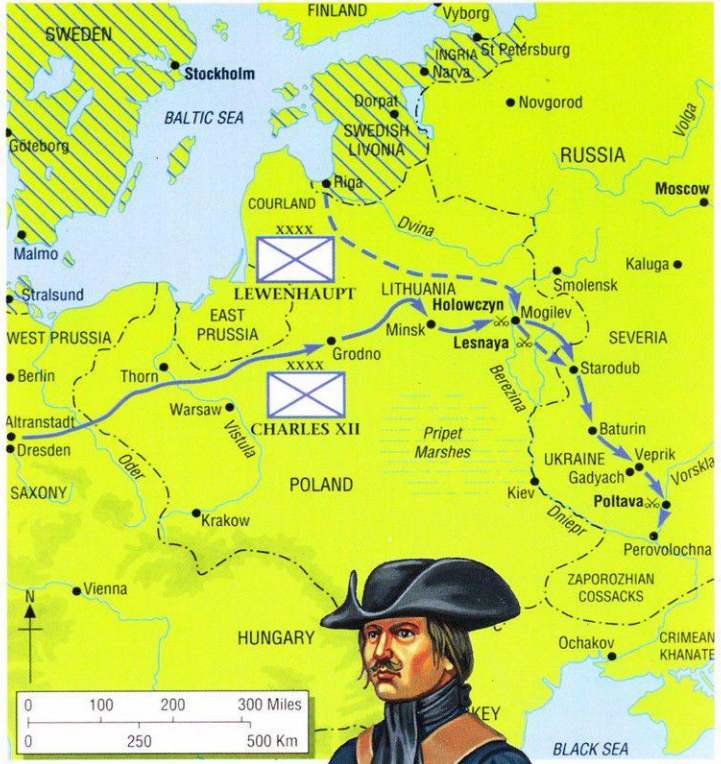 FINLAND
Vyborg
SWEDEN
INGRIA
St Petersburg
Stockholm
Narva
BALTIC SEA
Dorpat
Novgorod
Volga
SWEDISH
LIVONIA
Göteborg
RUSSIA
Riga
Moscow
COURLAND
Dvina
XXXX
Malmo
Kaluga
Smolensk
LITHUANIA
LEWENHAUPT
Stralsund
Holowczyn
Mogilev
EAST
PRUSSIA
WEST PRUSSIA
Minsk
SEVERIA
Lesnaya
Grodno
XXXX
Starodub
Thorn
Berlin
Berezina
Warsaw
CHARLES XII
Altranstadt
Vistula
Baturin
Dresden
Pripet
Marshes
Oder
Veprik
UKRAINE
Gadyach
Vorskla
SAXONY
POLAND
Kiev
Poltava
Krakow
Dniepr
Perovolochna
ZAPOROZHIAN
COSSACKS
Vienna
N
HUNGARY
Ochakov
CRIMEAN
KHANATE
0 100 200 300 Miles
0 250 500 Km
KEY
BLACK SEA